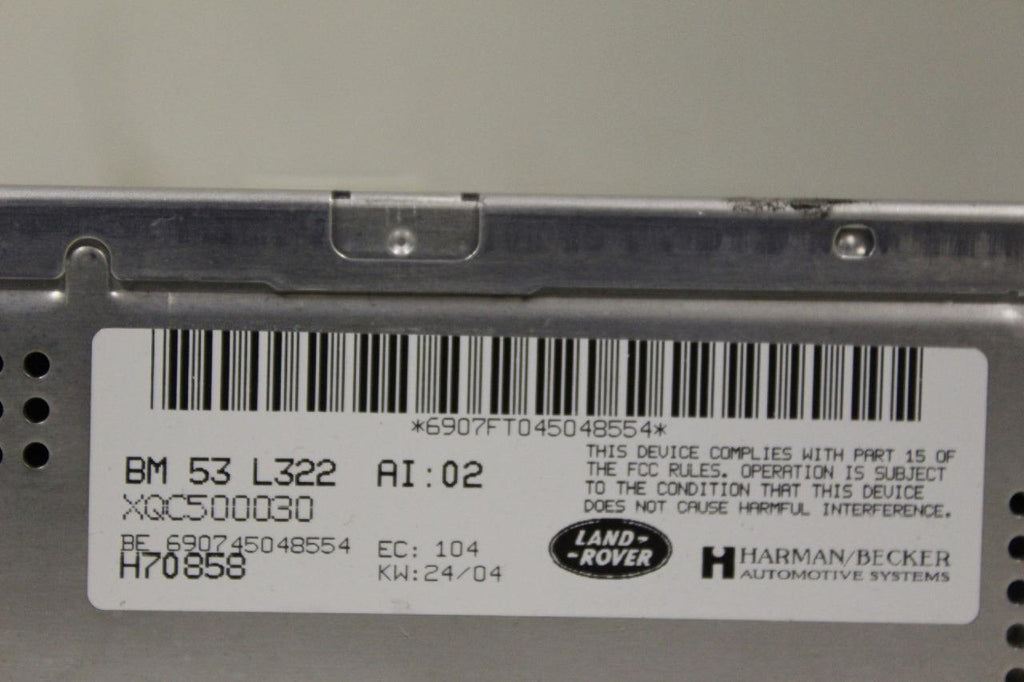 *6907FT045048554*
BM 53 L322 AI:02
XQC500030
BE 690745048554
H70858
EC: 104
KW:24/04
THIS DEVICE COMPLIES WITH PART 15 OF
THE FCC RULES. OPERATION IS SUBJECT
TO THE CONDITION THAT THIS DEVICE
DOES NOT CAUSE HARMFUL INTERFERENCE.
LAND-
-ROVER
HARMAN/BECKER
AUTOMOTIVE SYSTEMS